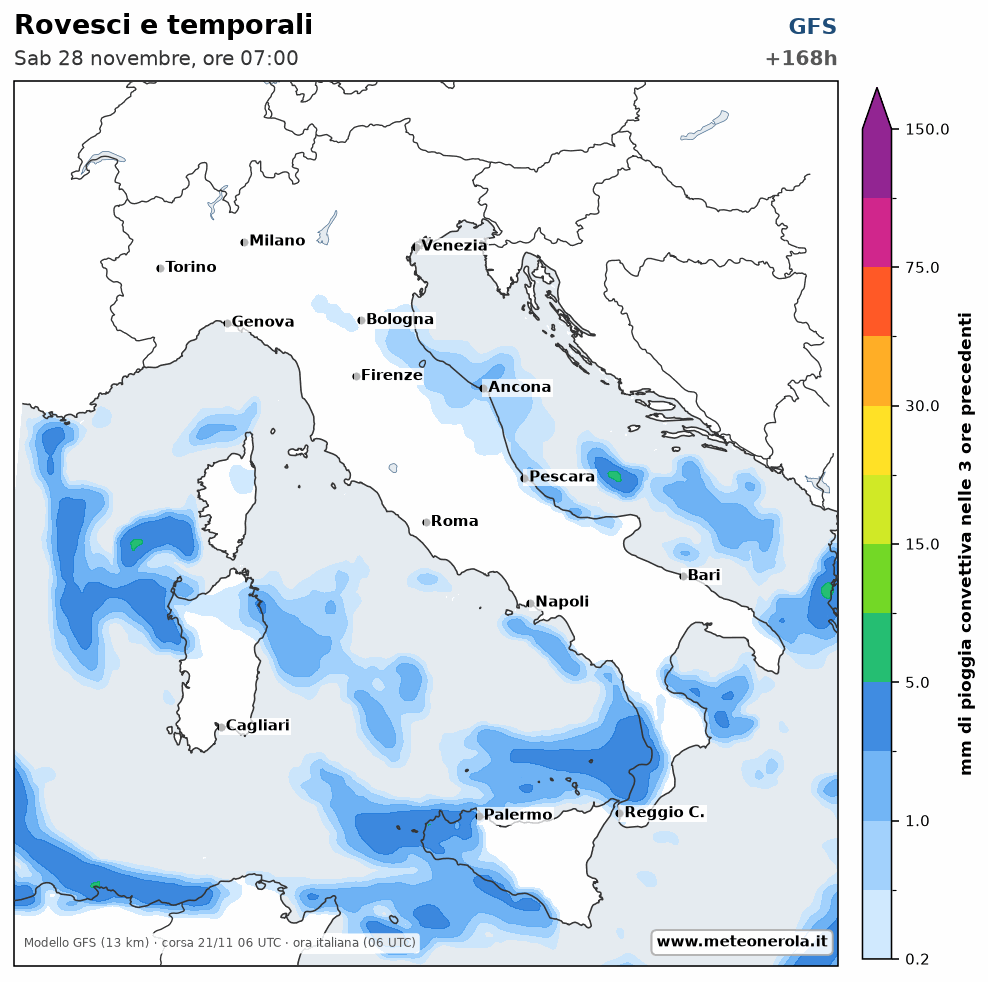 Rovesci e temporali
GFS
Sab 28 novembre, ore 07:00
+168h
150.0
75.0
30.0
15.0
5.0
1.0
0.2
mm di pioggia convettiva nelle 3 ore precedenti
Milano
Venezia
Torino
Genova
Bologna
Firenze
Ancona
Pescara
Roma
Bari
Napoli
Cagliari
Palermo
Reggio C.
Modello GFS (13 km) · corsa 21/11 06 UTC · ora italiana (06 UTC)
www.meteonerola.it